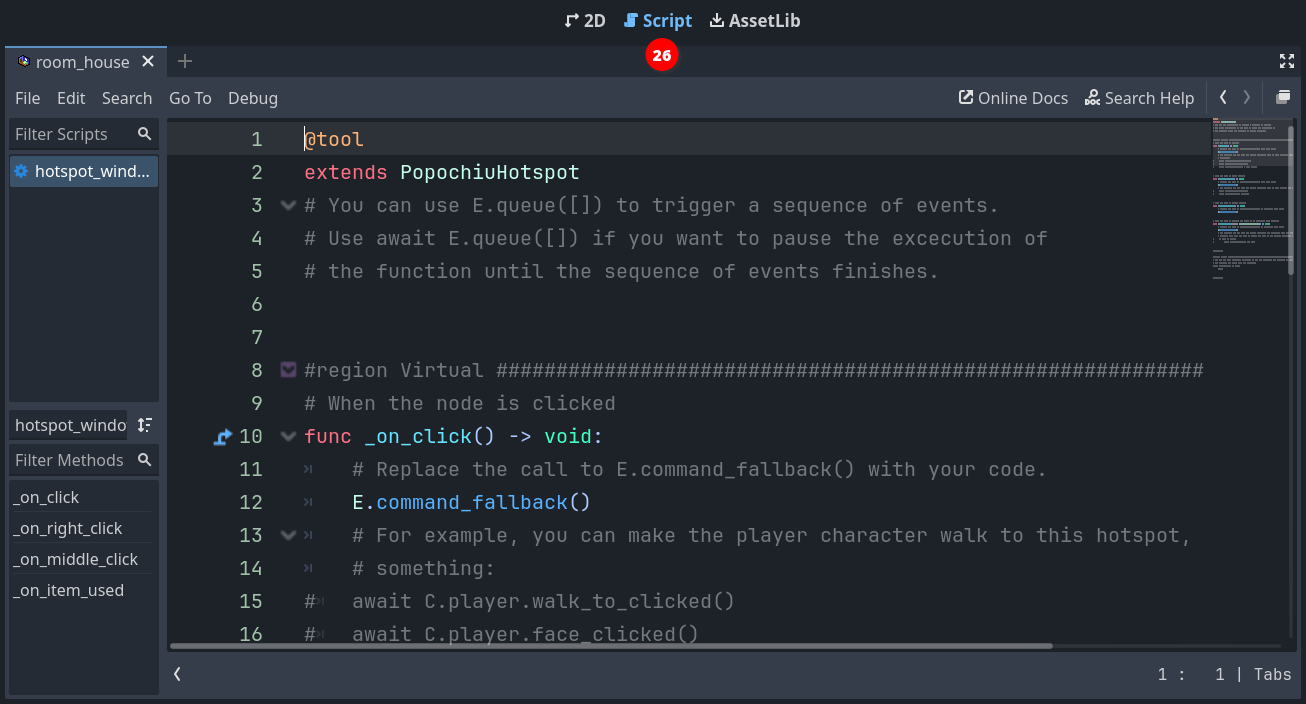 2D Script AssetLib
26
room_house
File Edit Search Go To Debug Online Docs Search Help
Filter Scripts
hotspot_wind...
hotspot_windo
Filter Methods
_on_click
_on_right_click
_on_middle_click
_on_item_used
1 @tool
2 extends PopochiuHotspot
3 # You can use E.queue([]) to trigger a sequence of events.
4 # Use await E.queue([]) if you want to pause the excecution of
5 # the function until the sequence of events finishes.
6
7
8 #region Virtual ###########################################################
9 # When the node is clicked
10 func _on_click() -> void:
11 # Replace the call to E.command_fallback() with your code.
12 E.command_fallback()
13 # For example, you can make the player character walk to this hotspot,
14 # something:
15 # await C.player.walk_to_clicked()
16 # await C.player.face_clicked()
1 : 1 | Tabs